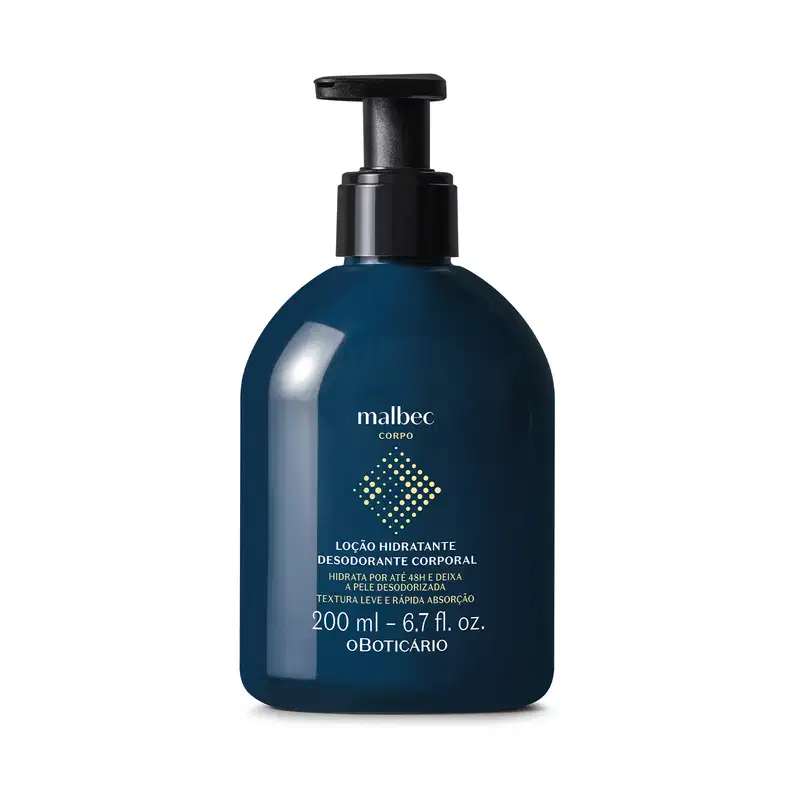 malbec
CORPO
LOÇÃO HIDRATANTE
DESODORANTE CORPORAL
HIDRATA POR ATÉ 48H E DEIXA
A PELE DESODORIZADA
TEXTURA LEVE E RÁPIDA ABSORÇÃO
200 ml – 6.7 fl. oz.
oBOTICÁRIO